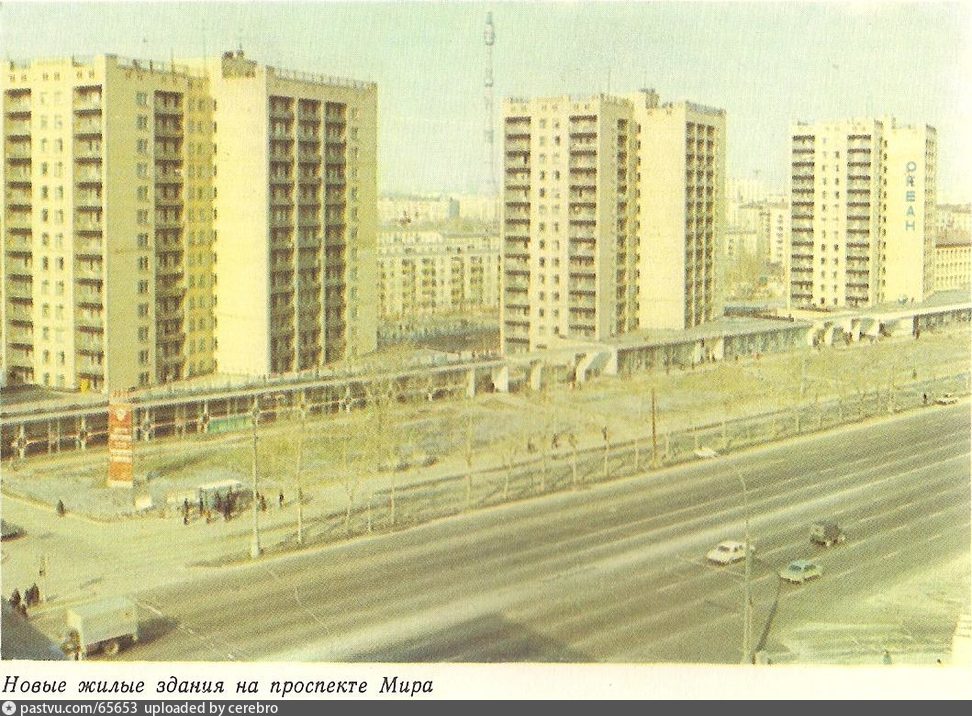 ОКЕАН
Новые жилые здания на проспекте Мира
pastvu.com/65653 uploaded by cerebro